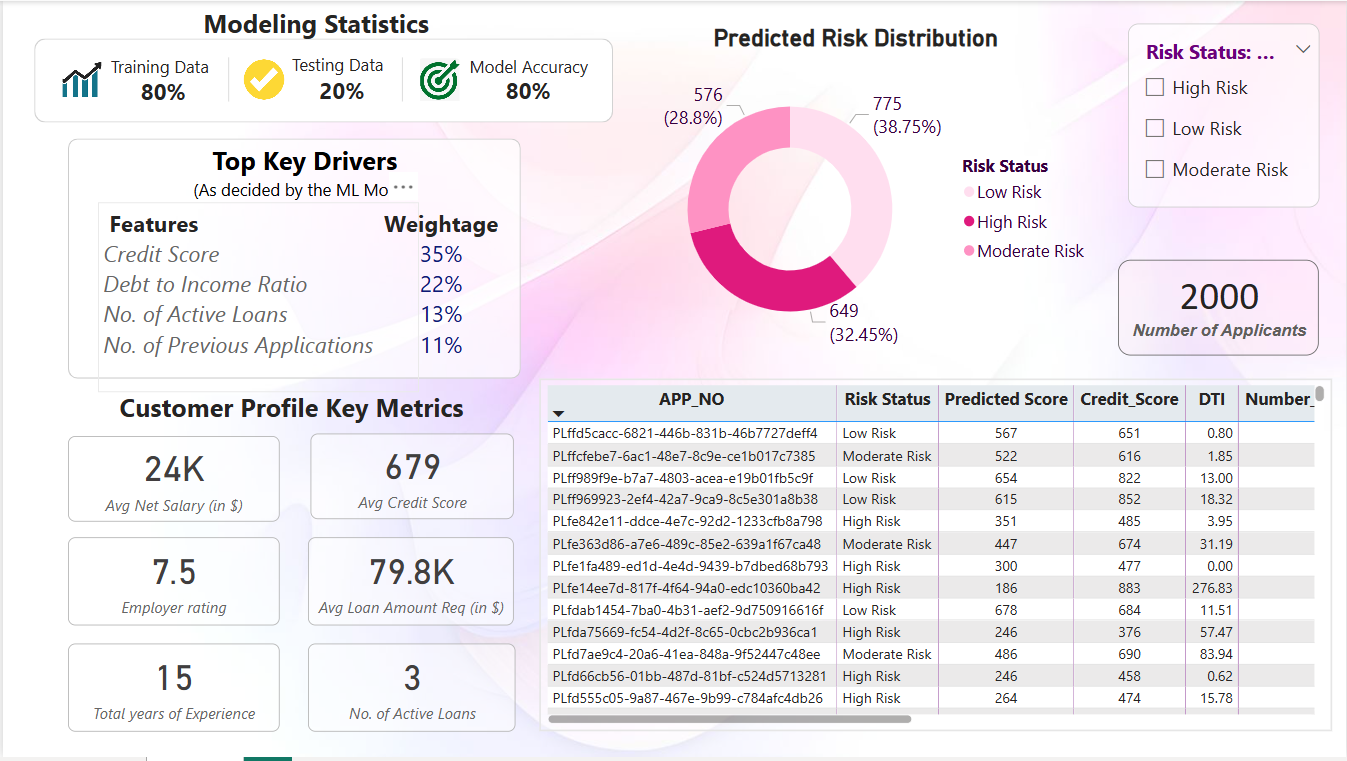 Modeling Statistics
Training Data
80%
Testing Data
20%
Model Accuracy
80%
Top Key Drivers
(As decided by the ML Mo ...
Features Weightage
Credit Score 35%
Debt to Income Ratio 22%
No. of Active Loans 13%
No. of Previous Applications 11%
Customer Profile Key Metrics
24K
Avg Net Salary (in $)
679
Avg Credit Score
7.5
Employer rating
79.8K
Avg Loan Amount Req (in $)
15
Total years of Experience
3
No. of Active Loans
Predicted Risk Distribution
576
(28.8%)
775
(38.75%)
649
(32.45%)
Risk Status
Low Risk
High Risk
Moderate Risk
Risk Status: ...
High Risk
Low Risk
Moderate Risk
2000
Number of Applicants
APP_NO Risk Status Predicted Score Credit_Score DTI Number_
PLffd5cacc-6821-446b-831b-46b7727deff4 Low Risk 567 651 0.80
PLffcfebe7-6ac1-48e7-8c9e-ce1b017c7385 Moderate Risk 522 616 1.85
PLff989f9e-b7a7-4803-acea-e19b01fb5c9f Low Risk 654 822 13.00
PLff969923-2ef4-42a7-9ca9-8c5e301a8b38 Low Risk 615 852 18.32
PLfe842e11-ddce-4e7c-92d2-1233cfb8a798 High Risk 351 485 3.95
PLfe363d86-a7e6-489c-85e2-639a1f67ca48 Moderate Risk 447 674 31.19
PLfe1fa489-ed1d-4e4d-9439-b7dbed68b793 High Risk 300 477 0.00
PLfe14ee7d-817f-4f64-94a0-edc10360ba42 High Risk 186 883 276.83
PLfdab1454-7ba0-4b31-aef2-9d750916616f Low Risk 678 684 11.51
PLfda75669-fc54-4d2f-8c65-0cbc2b936ca1 High Risk 246 376 57.47
PLfd7ae9c4-20a6-41ea-848a-9f52447c48ee Moderate Risk 486 690 83.94
PLfd66cb56-01bb-487d-81bf-c524d5713281 High Risk 246 458 0.62
PLfd555c05-9a87-467e-9b99-c784afc4db26 High Risk 264 474 15.78